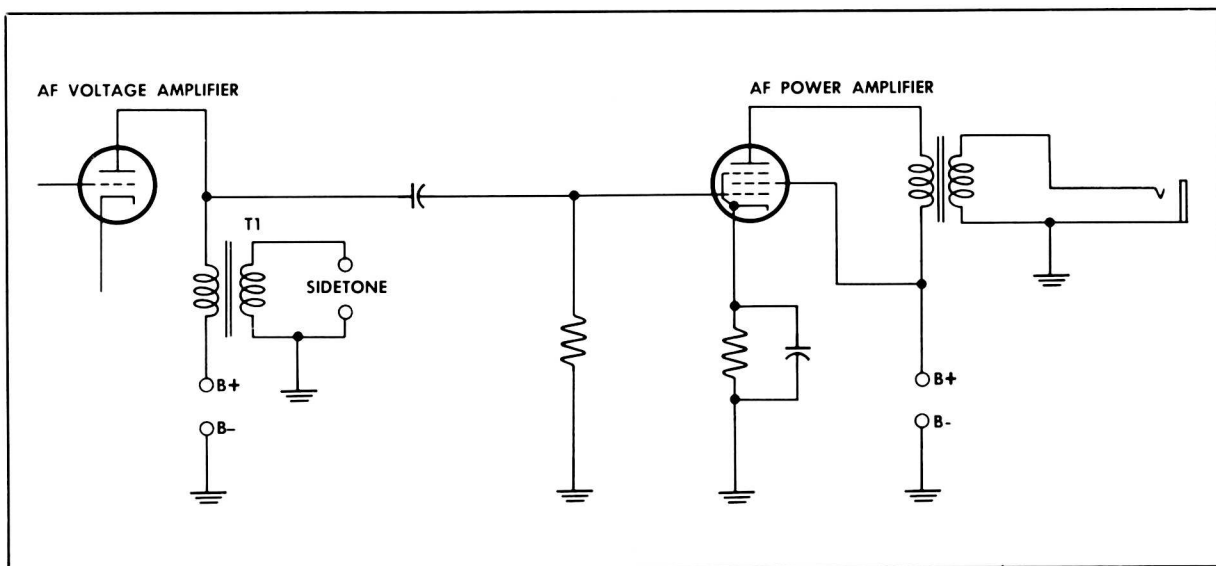 AF VOLTAGE AMPLIFIER
AF POWER AMPLIFIER
T1
SIDETONE
B+
B–
B+
B-